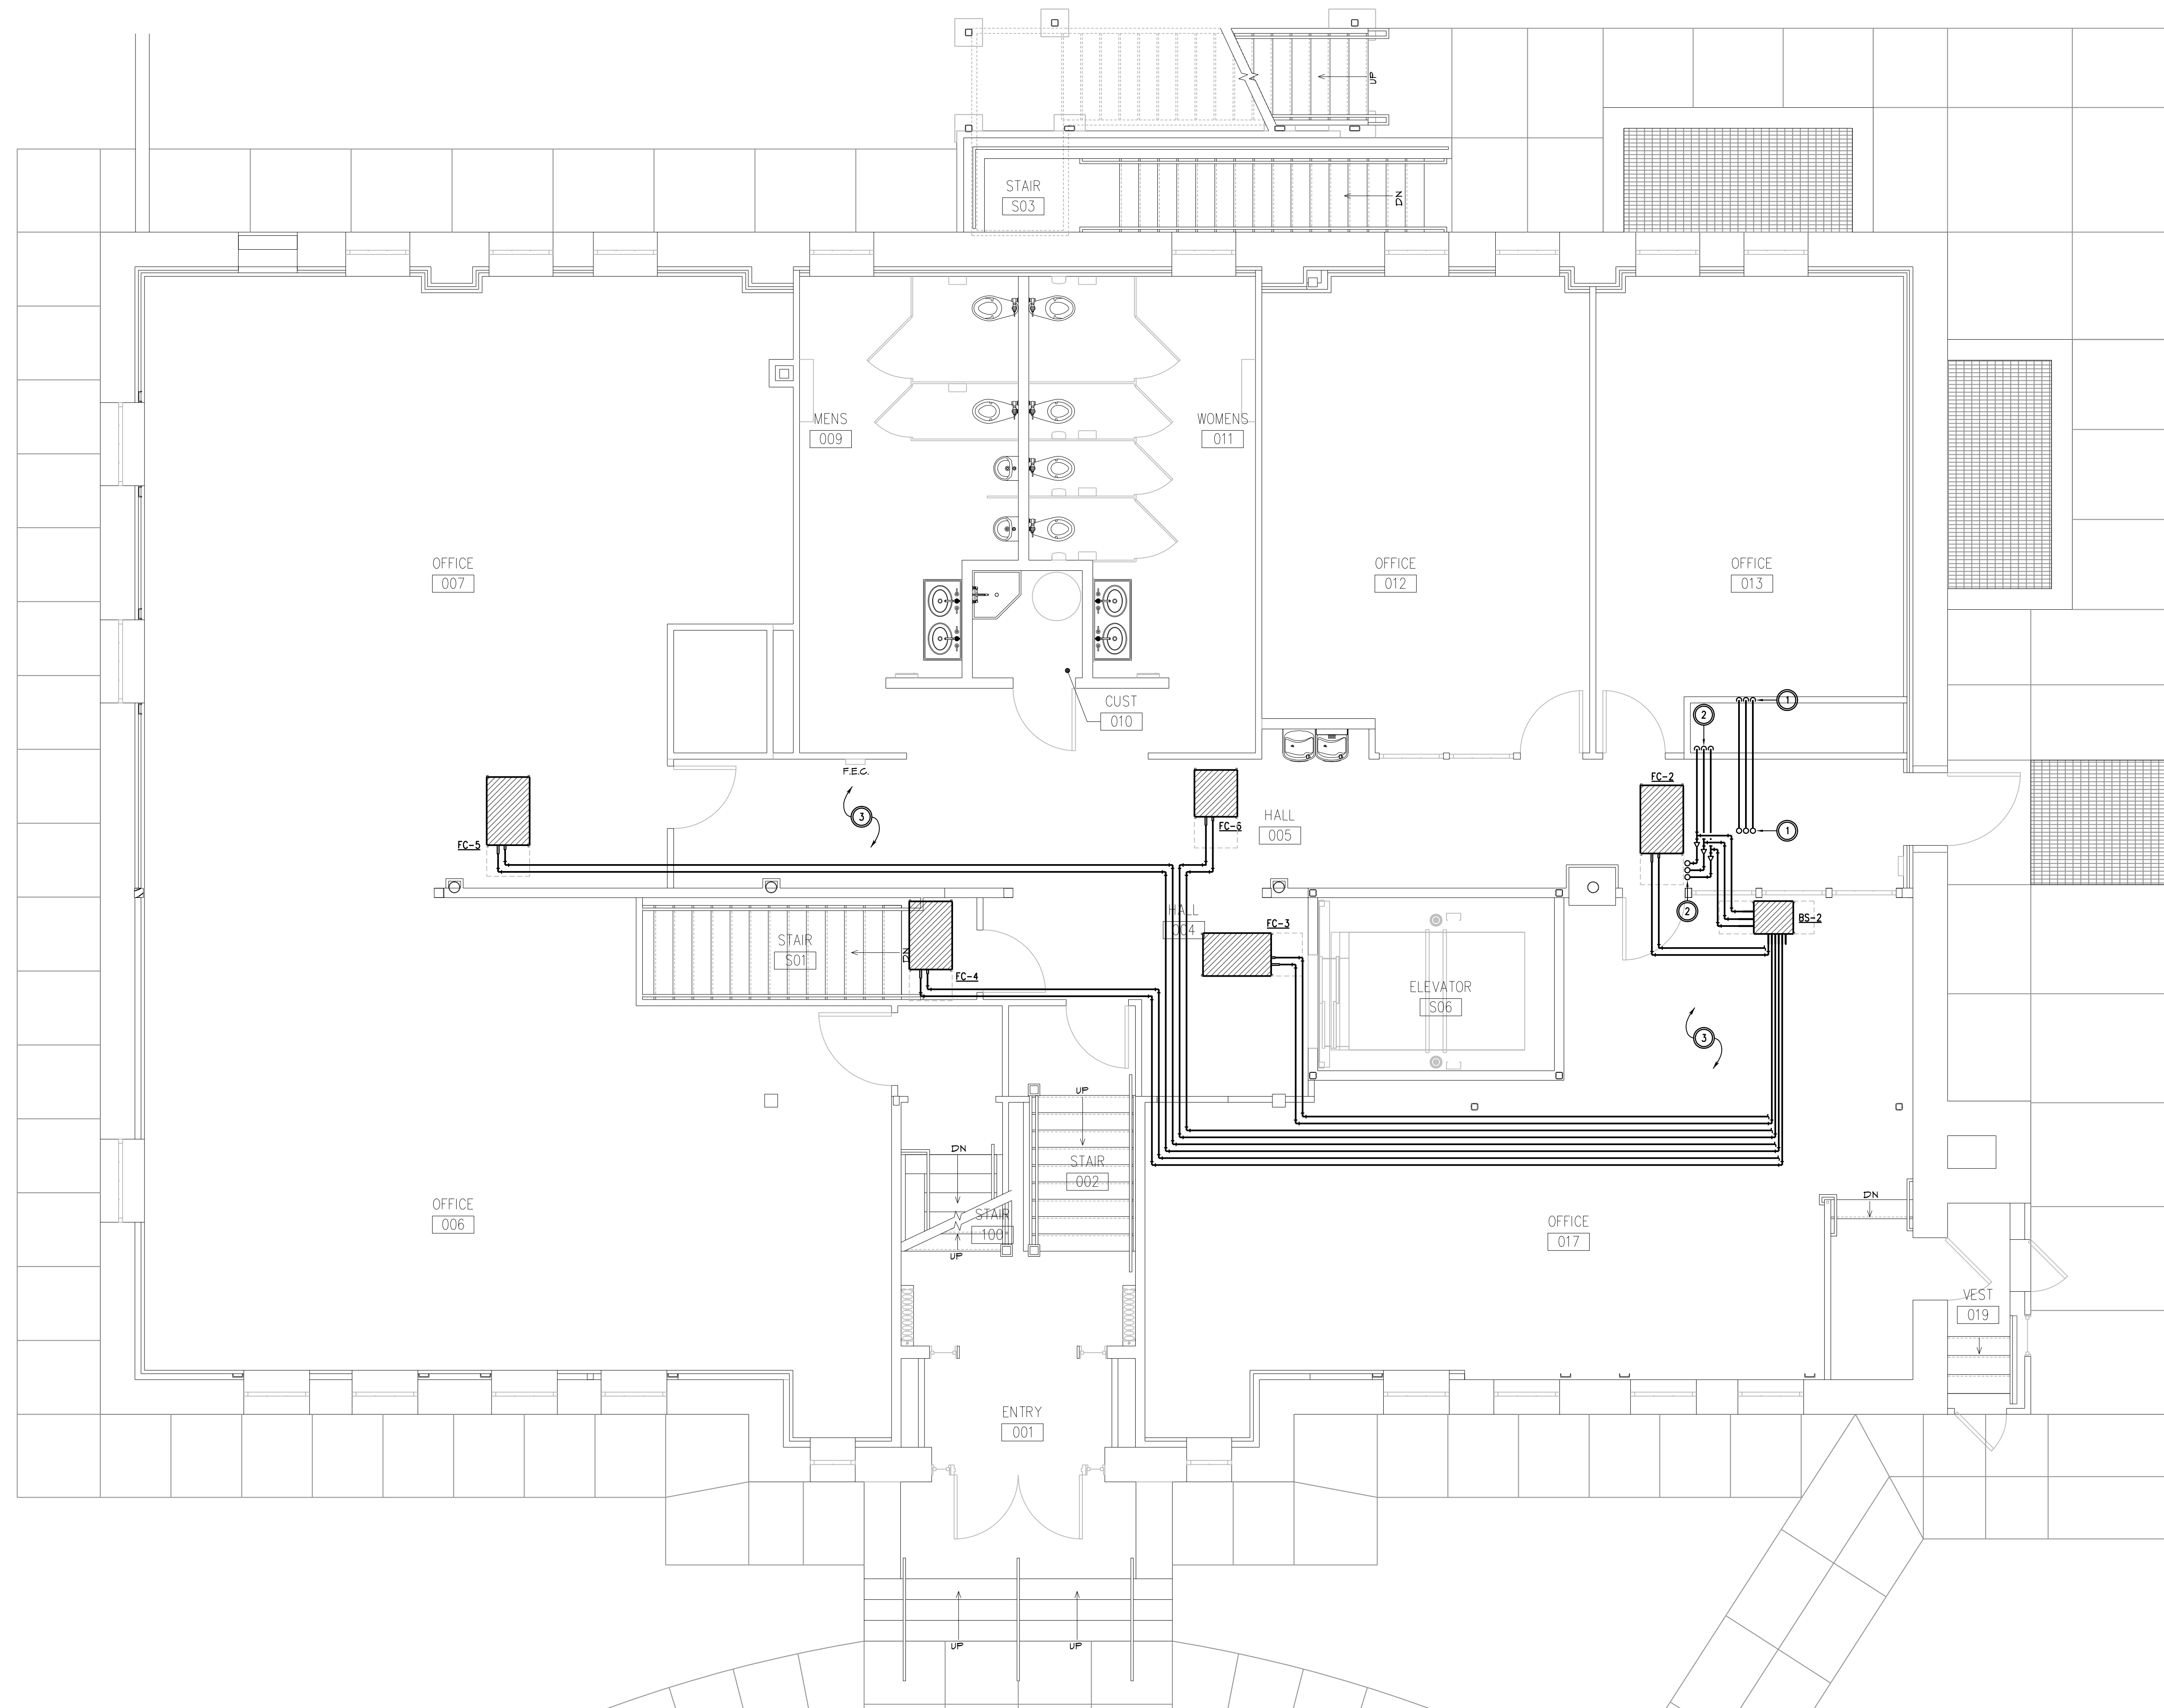 UP
STAIR
S03
DN
MENS
009
WOMENS
011
OFFICE
007
OFFICE
012
OFFICE
013
CUST
010
1
2
F.E.C.
FC-2
3
FC-6
HALL
005
1
FC-5
2
HALL
004
FC-3
BS-2
STAIR
S01
DN
FC-4
ELEVATOR
S06
3
UP
DN
STAIR
002
OFFICE
006
STAIR
100
UP
OFFICE
017
DN
VEST
019
ENTRY
001
UP
UP